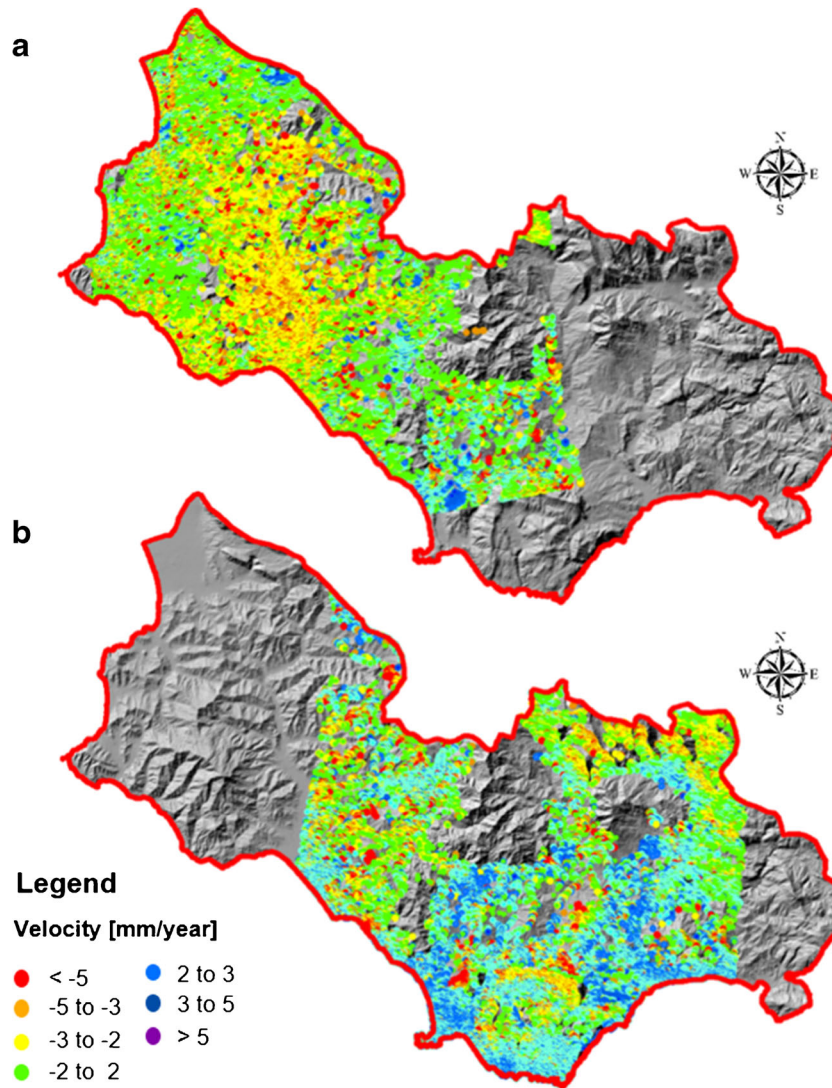 a
N
W E
S
b
N
W E
S
Legend
Velocity [mm/year]
< -5
-5 to -3
-3 to -2
-2 to 2
2 to 3
3 to 5
> 5